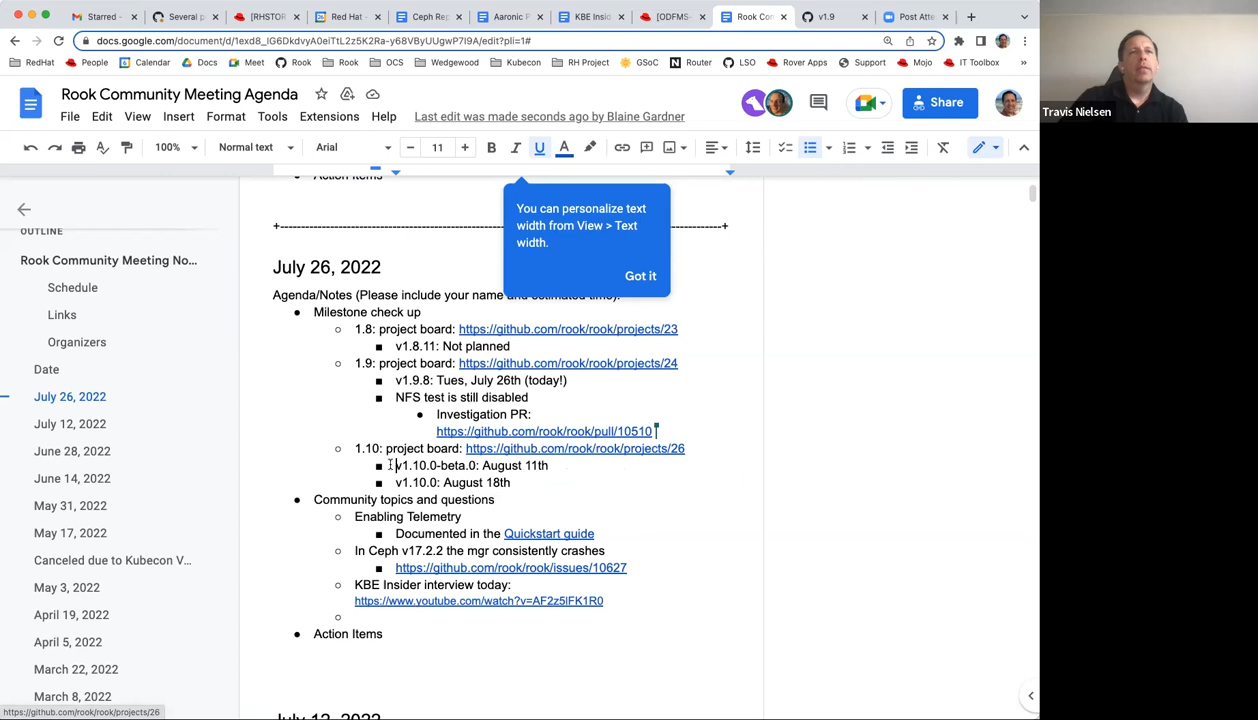 Starred -
Several p
[RHSTOR
Red Hat -
Ceph Rep
Aaronic P
KBE Insid
[ODFMS-
Rook Con
v1.9
Post Atte
docs.google.com/document/d/1exd8_lG6DkdvyA0eiTtL2z5K2Ra-y68VByUUgwP7I9A/edit?pli=1#
RedHat People Calendar Docs Meet Rook Rook OCS Wedgewood Kubecon RH Project GSoC Router LSO Rover Apps Support Mojo IT Toolbox
Rook Community Meeting Agenda
Share
File Edit View Insert Format Tools Extensions Help Last edit was made seconds ago by Blaine Gardner
100% Normal text Arial 11
Travis Nielsen
Action Items
You can personalize text
width from View > Text
width.
Got it
OUTLINE
Rook Community Meeting No...
Schedule
Links
Organizers
Date
July 26, 2022
July 12, 2022
June 28, 2022
June 14, 2022
May 31, 2022
May 17, 2022
Canceled due to Kubecon V...
May 3, 2022
April 19, 2022
April 5, 2022
March 22, 2022
March 8, 2022
https://github.com/rook/rook/projects/26
July 26, 2022
Agenda/Notes (Please include your name and estimated time):
Milestone check up
1.8: project board: https://github.com/rook/rook/projects/23
v1.8.11: Not planned
1.9: project board: https://github.com/rook/rook/projects/24
v1.9.8: Tues, July 26th (today!)
NFS test is still disabled
Investigation PR:
https://github.com/rook/rook/pull/10510
1.10: project board: https://github.com/rook/rook/projects/26
v1.10.0-beta.0: August 11th
v1.10.0: August 18th
Community topics and questions
Enabling Telemetry
Documented in the Quickstart guide
In Ceph v17.2.2 the mgr consistently crashes
https://github.com/rook/rook/issues/10627
KBE Insider interview today:
https://www.youtube.com/watch?v=AF2z5lFK1R0
Action Items
July 12, 2022